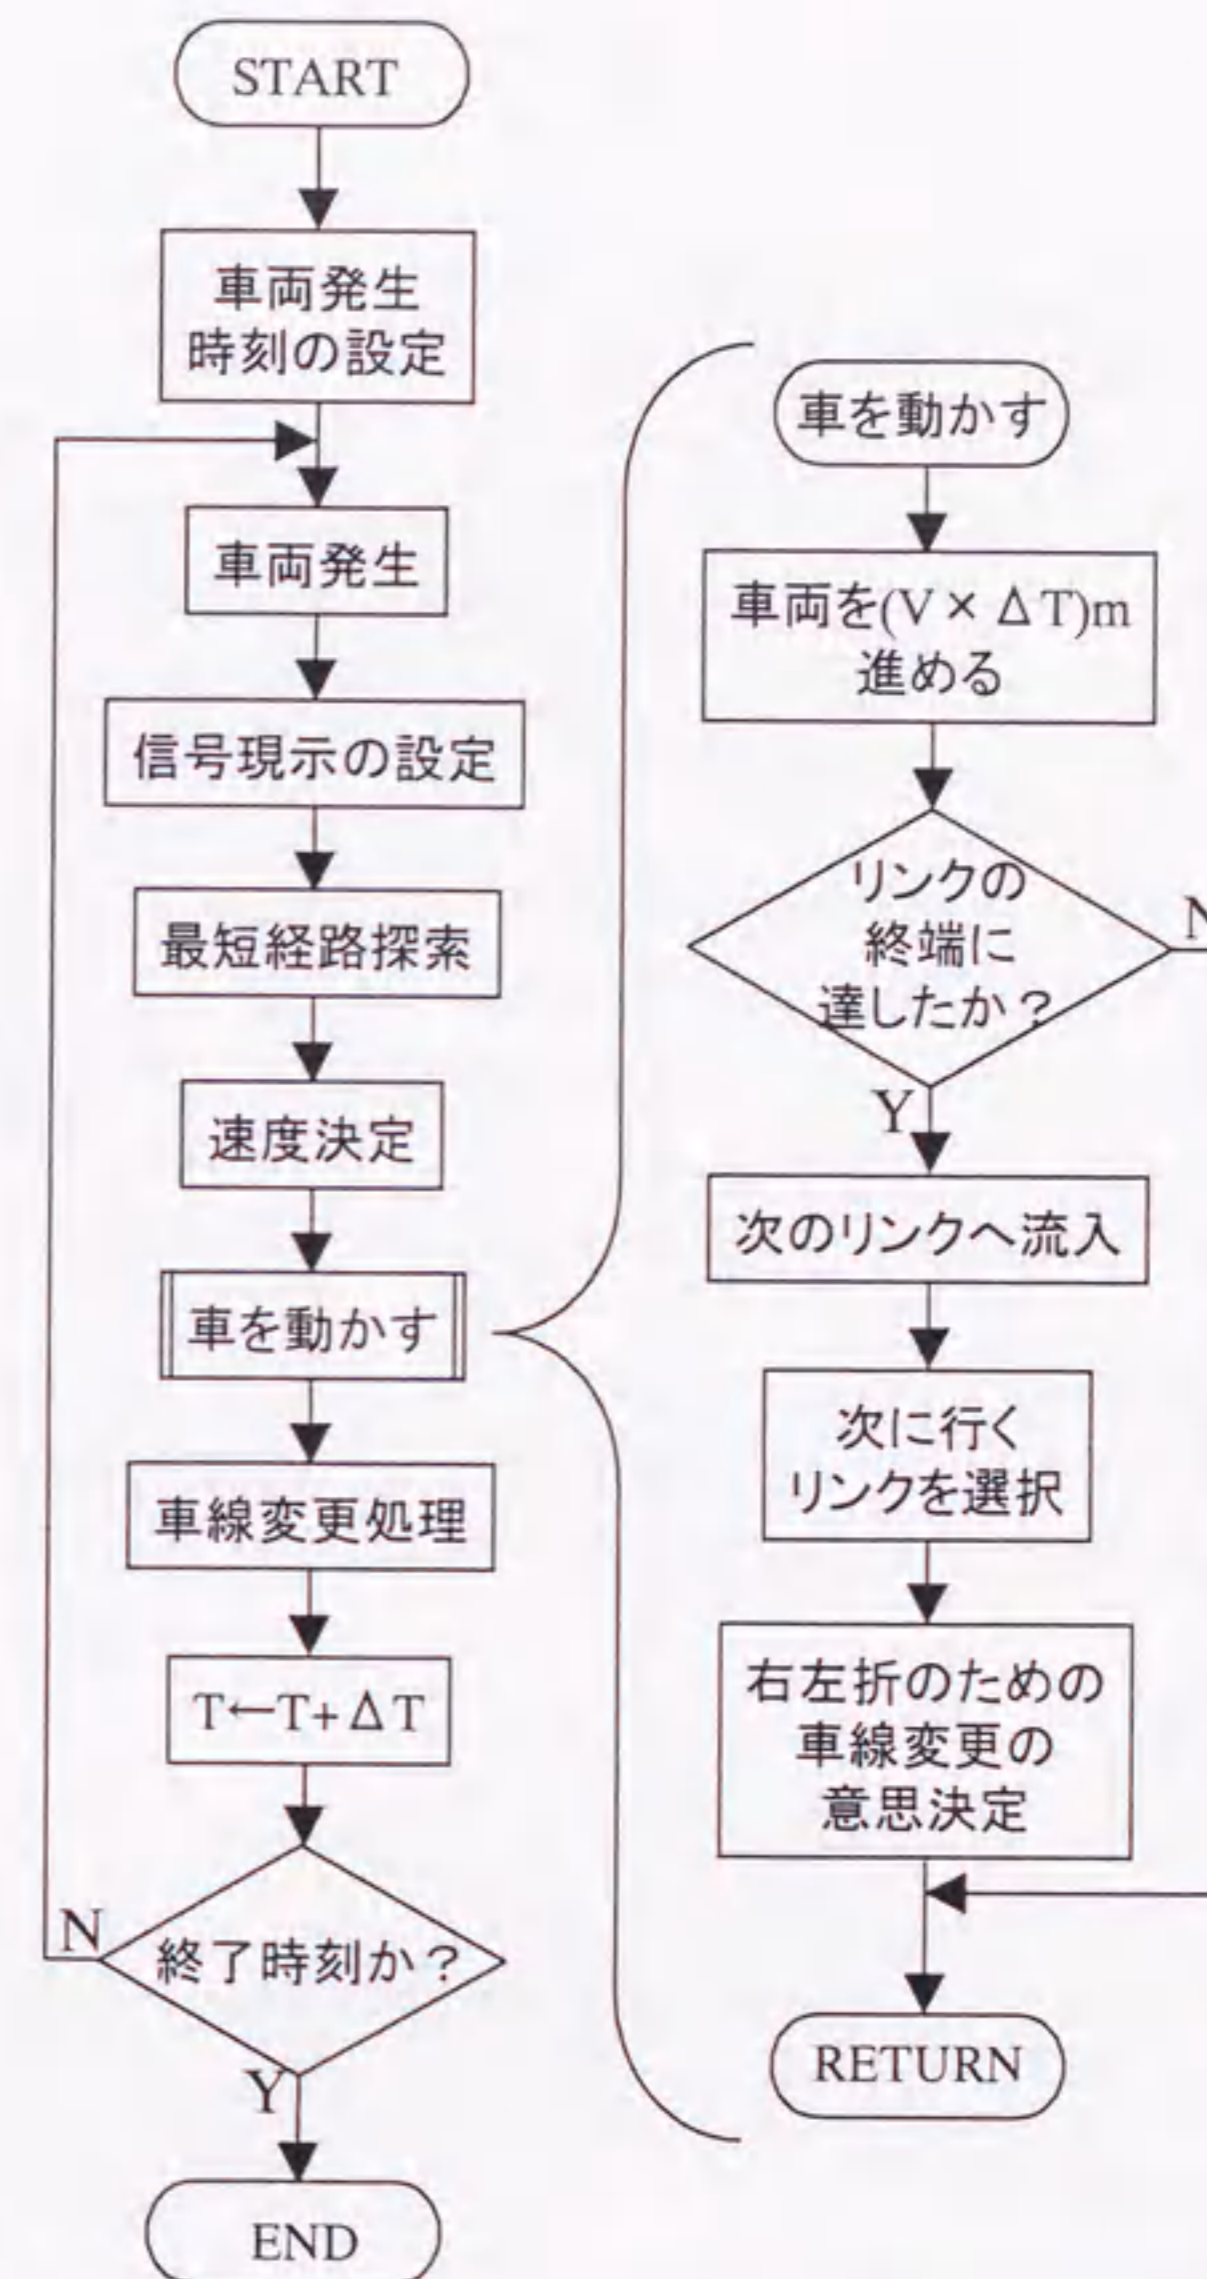 START
車両発生
時刻の設定
車両発生
信号現示の設定
最短経路探索
速度決定
車を動かす
車線変更処理
T←T+ΔT
N
終了時刻か？
Y
END
車を動かす
車両を(V×ΔT)m
進める
リンクの
終端に
達したか？
N
Y
次のリンクへ流入
次に行く
リンクを選択
右左折のための
車線変更の
意思決定
RETURN